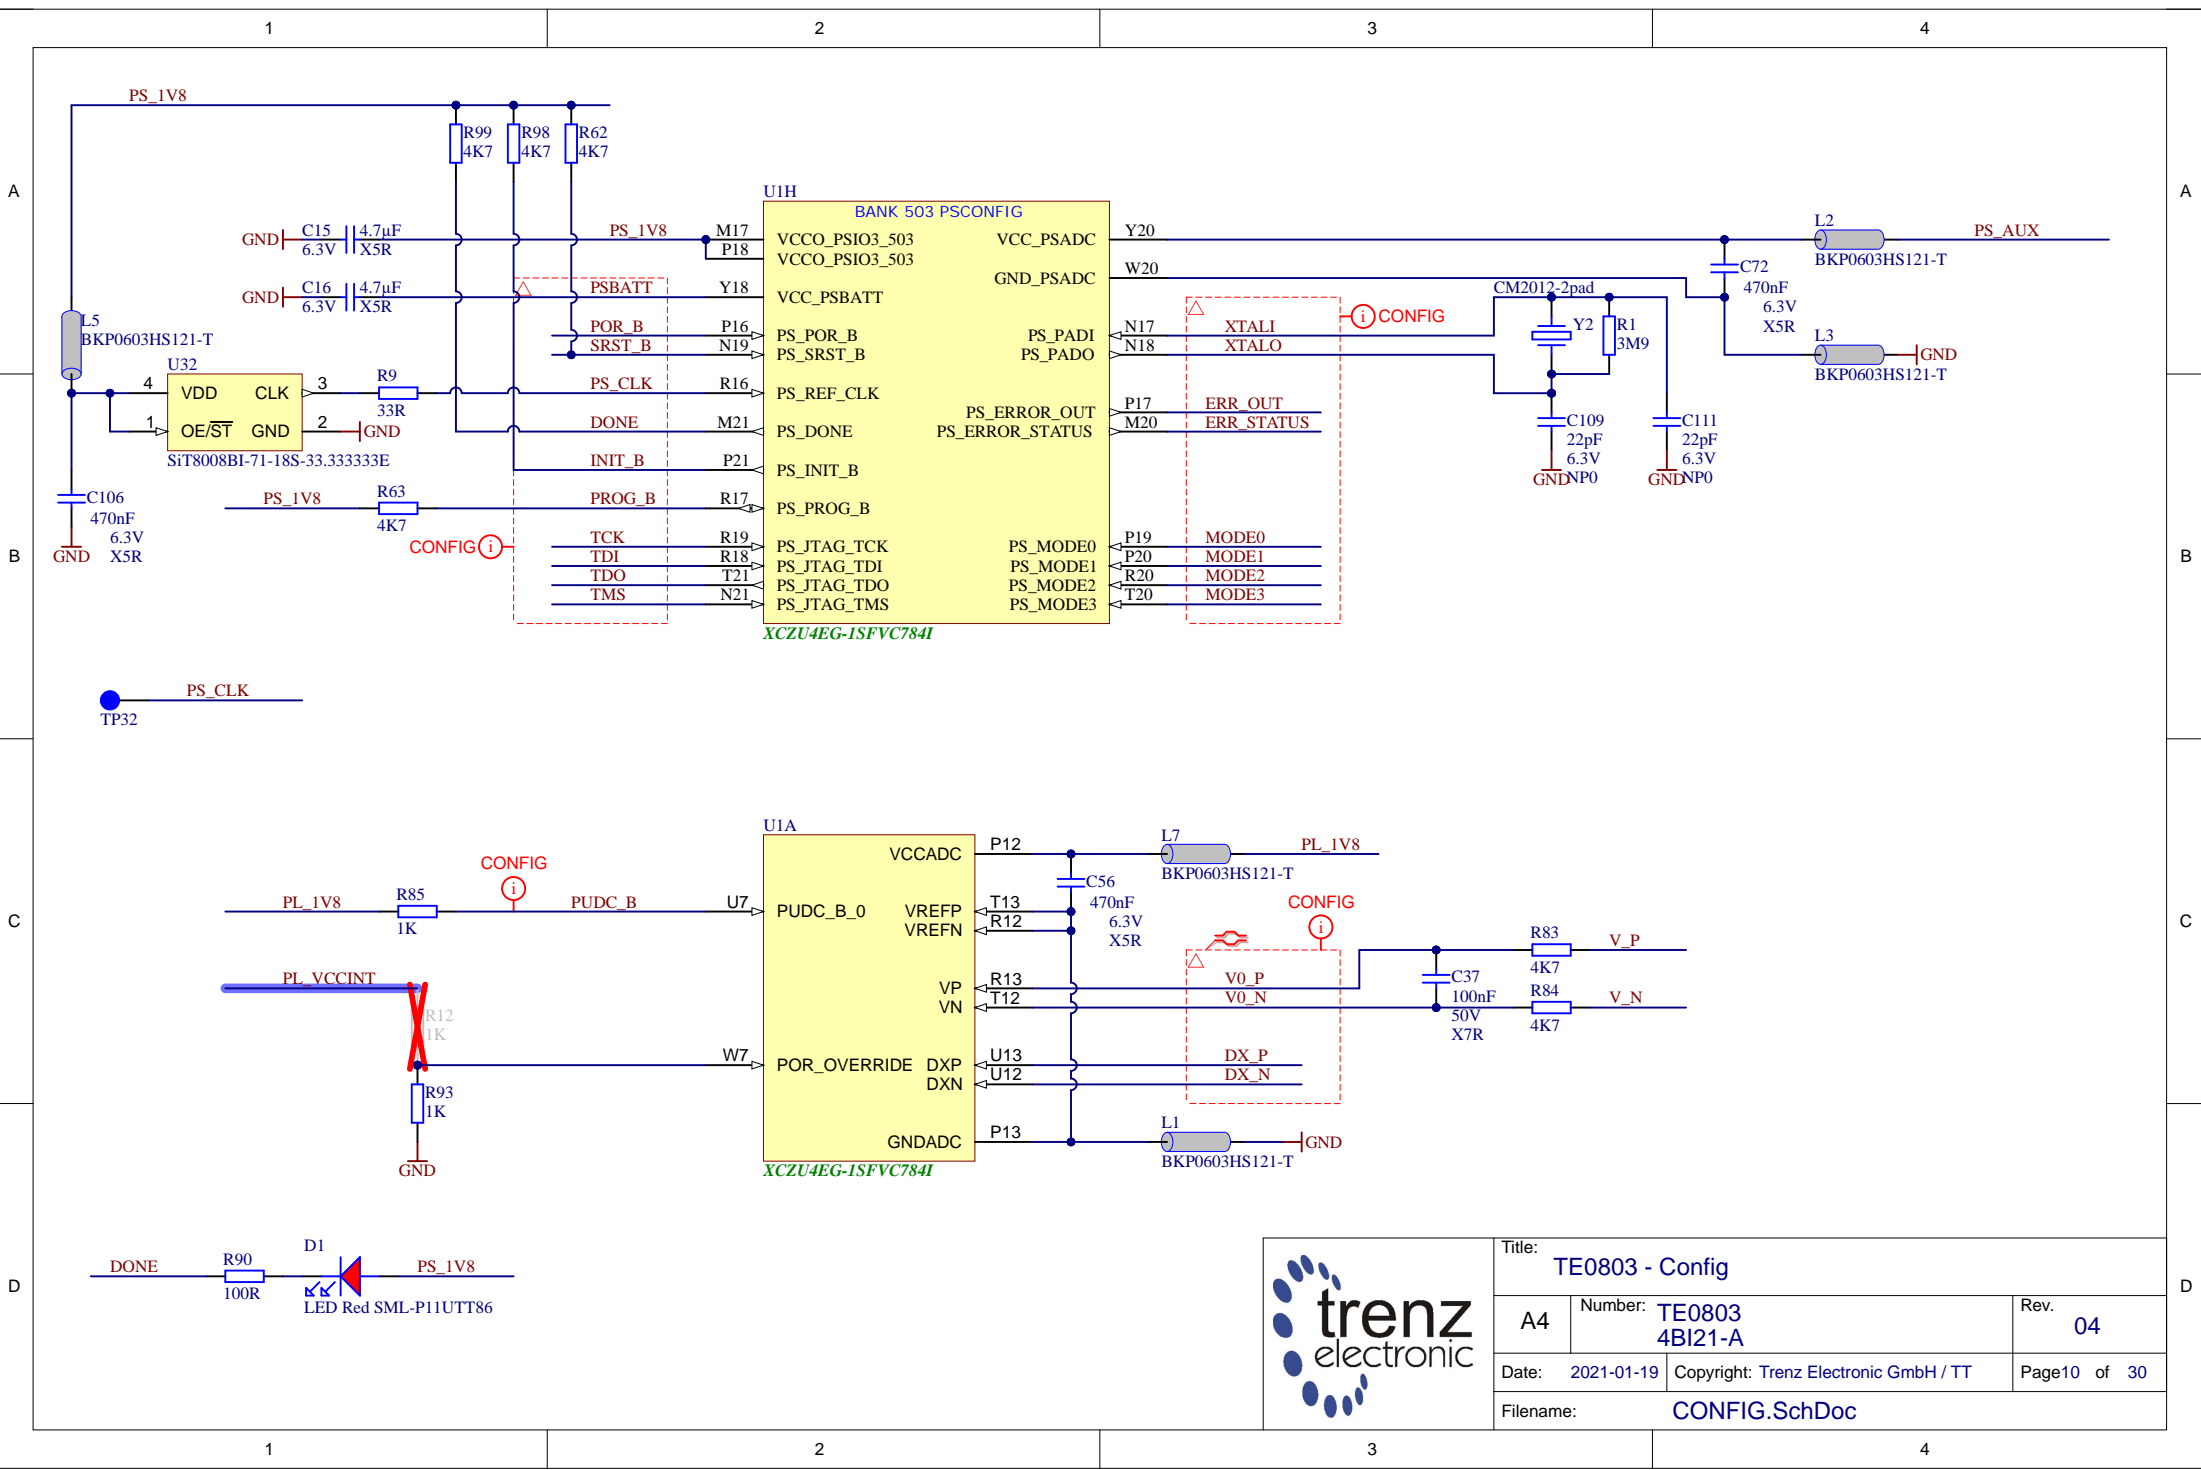 1
2
3
4
A
A
B
B
C
C
D
D
PS_1V8
R99
4K7
R98
4K7
R62
4K7
U1H
BANK 503 PSCONFIG
GND
C15
6.3V
4.7µF
X5R
PS_1V8
M17
P18
VCCO_PSIO3_503
VCCO_PSIO3_503
GND
C16
6.3V
4.7µF
X5R
PSBATT
Y18
VCC_PSBATT
POR_B
P16
PS_POR_B
SRST_B
N19
PS_SRST_B
L5
BKP0603HS121-T
U32
4
VDD
CLK
3
1
OE/ST
GND
2
GND
SiT8008BI-71-18S-33.333333E
R9
33R
PS_CLK
R16
PS_REF_CLK
DONE
M21
PS_DONE
INIT_B
P21
PS_INIT_B
C106
470nF
6.3V
X5R
GND
PS_1V8
R63
4K7
PROG_B
R17
PS_PROG_B
CONFIG
i
TCK
R19
PS_JTAG_TCK
TDI
R18
PS_JTAG_TDI
TDO
T21
PS_JTAG_TDO
TMS
N21
PS_JTAG_TMS
XCZU4EG-1SFVC784I
VCC_PSADC
Y20
GND_PSADC
W20
PS_PADI
N17
XTALI
PS_PADO
N18
XTALO
i
CONFIG
PS_ERROR_OUT
P17
ERR_OUT
PS_ERROR_STATUS
M20
ERR_STATUS
PS_MODE0
P19
MODE0
PS_MODE1
P20
MODE1
PS_MODE2
R20
MODE2
PS_MODE3
T20
MODE3
CM2012-2pad
Y2
R1
3M9
C109
22pF
6.3V
NP0
GND
C111
22pF
6.3V
NP0
GND
C72
470nF
6.3V
X5R
L2
BKP0603HS121-T
PS_AUX
L3
BKP0603HS121-T
GND
PS_CLK
TP32
U1A
PL_1V8
R85
1K
CONFIG
i
PUDC_B
U7
PUDC_B_0
PL_VCCINT
R12
1K
W7
POR_OVERRIDE
R93
1K
GND
XCZU4EG-1SFVC784I
VCCADC
P12
VREFP
T13
VREFN
R12
VP
R13
V0_P
VN
T12
V0_N
DXP
U13
DX_P
DXN
U12
DX_N
GNDADC
P13
L7
BKP0603HS121-T
PL_1V8
C56
470nF
6.3V
X5R
CONFIG
i
C37
100nF
50V
X7R
R83
4K7
V_P
R84
4K7
V_N
L1
BKP0603HS121-T
GND
DONE
R90
100R
D1
LED Red SML-P11UTT86
PS_1V8
trenz
electronic
Title:
TE0803 - Config
A4
Number: TE0803
4BI21-A
Rev.
04
Date: 2021-01-19
Copyright: Trenz Electronic GmbH / TT
Page10 of 30
Filename: CONFIG.SchDoc
1
2
3
4